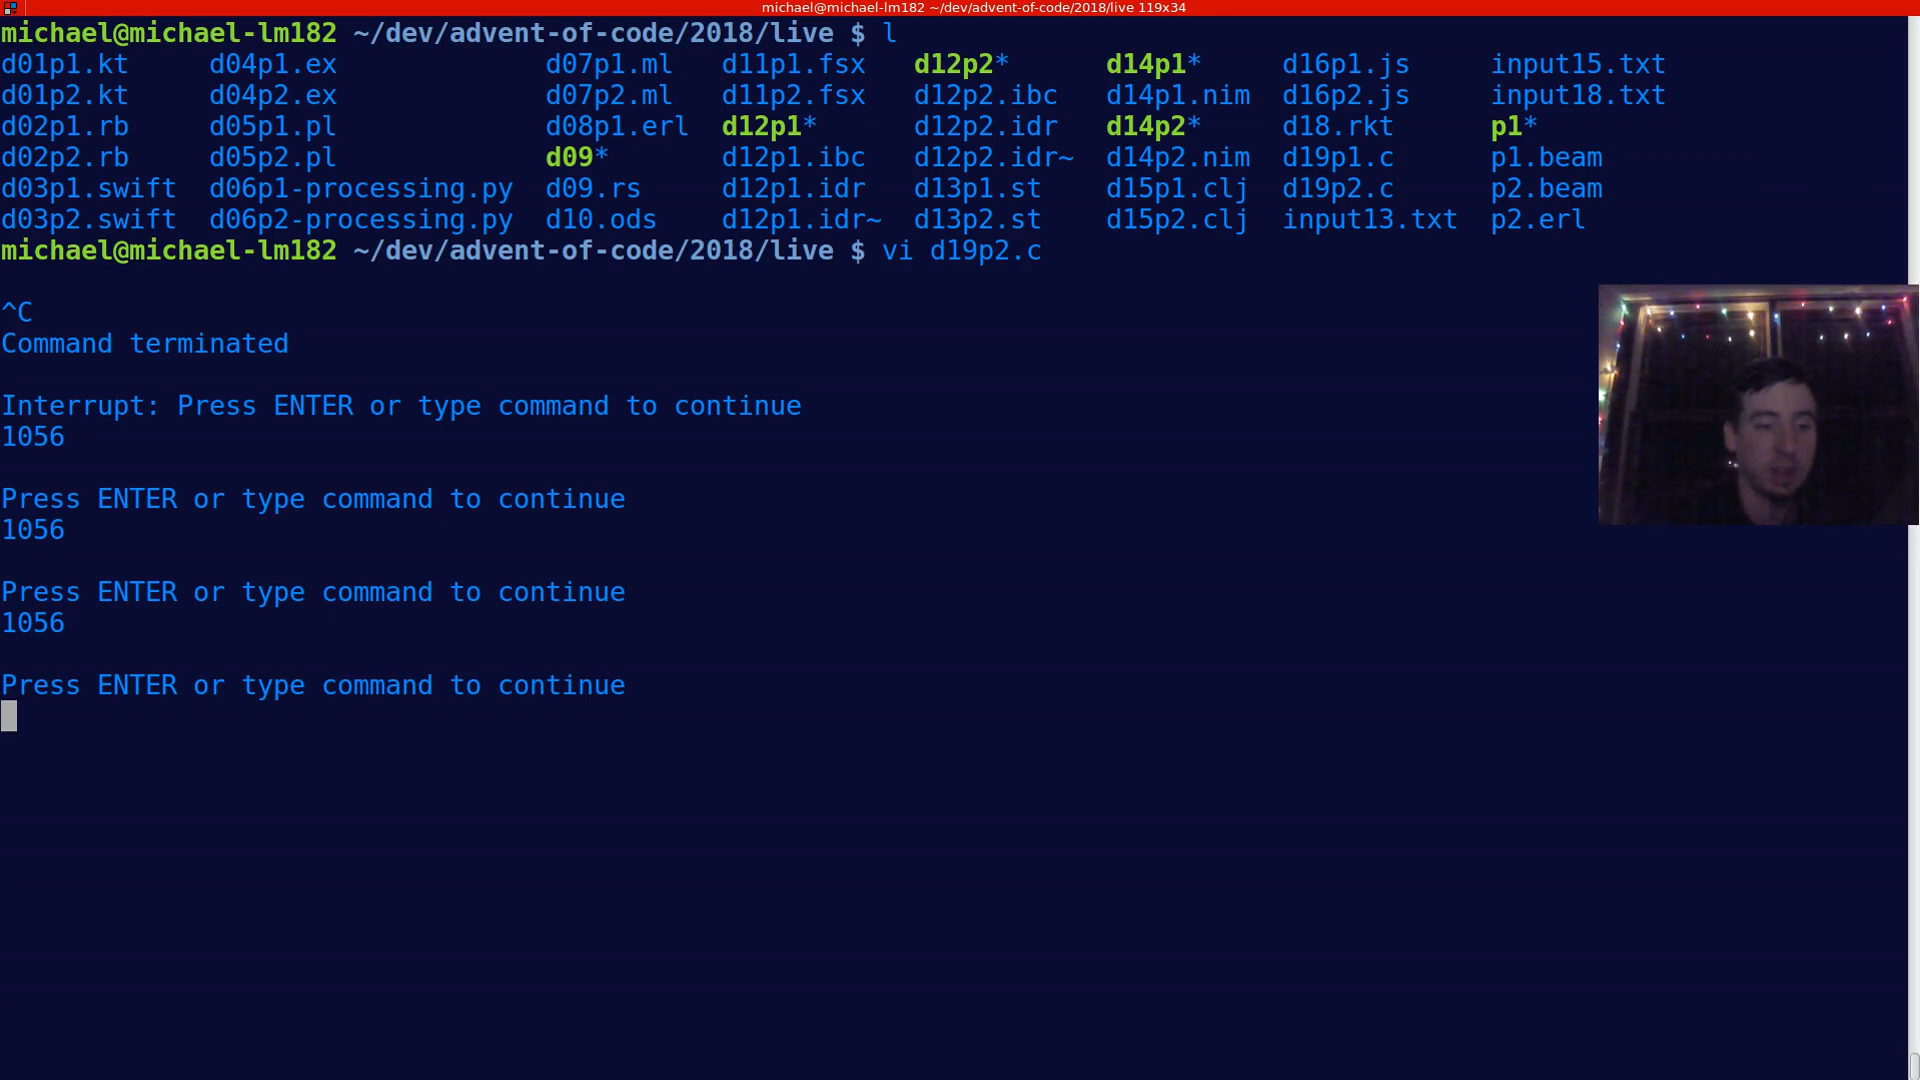 michael@michael-lm182 ~/dev/advent-of-code/2018/live 119x34
michael@michael-lm182 ~/dev/advent-of-code/2018/live $ l
d01p1.kt d04p1.ex d07p1.ml d11p1.fsx d12p2* d14p1* d16p1.js input15.txt
d01p2.kt d04p2.ex d07p2.ml d11p2.fsx d12p2.ibc d14p1.nim d16p2.js input18.txt
d02p1.rb d05p1.pl d08p1.erl d12p1* d12p2.idr d14p2* d18.rkt p1*
d02p2.rb d05p2.pl d09* d12p1.ibc d12p2.idr~ d14p2.nim d19p1.c p1.beam
d03p1.swift d06p1-processing.py d09.rs d12p1.idr d13p1.st d15p1.clj d19p2.c p2.beam
d03p2.swift d06p2-processing.py d10.ods d12p1.idr~ d13p2.st d15p2.clj input13.txt p2.erl
michael@michael-lm182 ~/dev/advent-of-code/2018/live $ vi d19p2.c
^C
Command terminated
Interrupt: Press ENTER or type command to continue
1056
Press ENTER or type command to continue
1056
Press ENTER or type command to continue
1056
Press ENTER or type command to continue